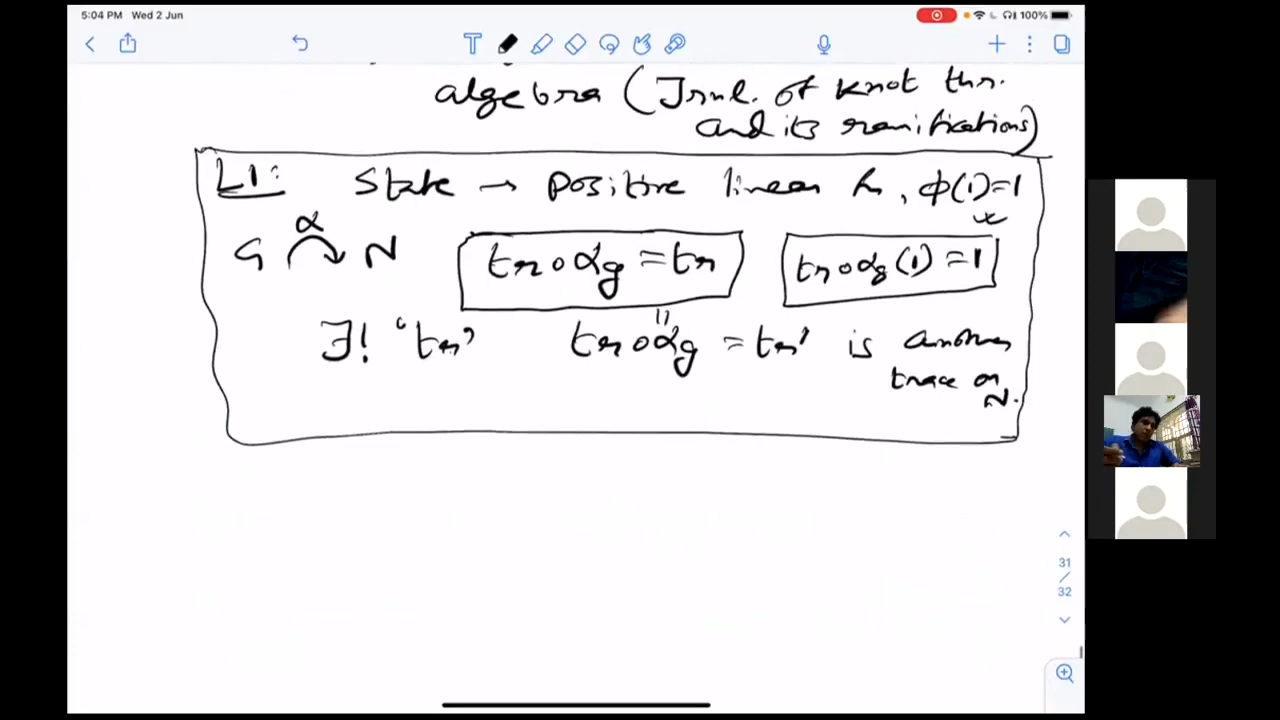 5:04 PM Wed 2 Jun
100%
algebra (Jrnl. of knot thr.
and its ramifications)
L1: State → positive linear fn, φ(1)=1
α
G ↷ N tr∘αg = tr tr∘αg(1) = 1
∃! 'tr' tr∘αg = tr' is another
trace on
N.
31
/
32